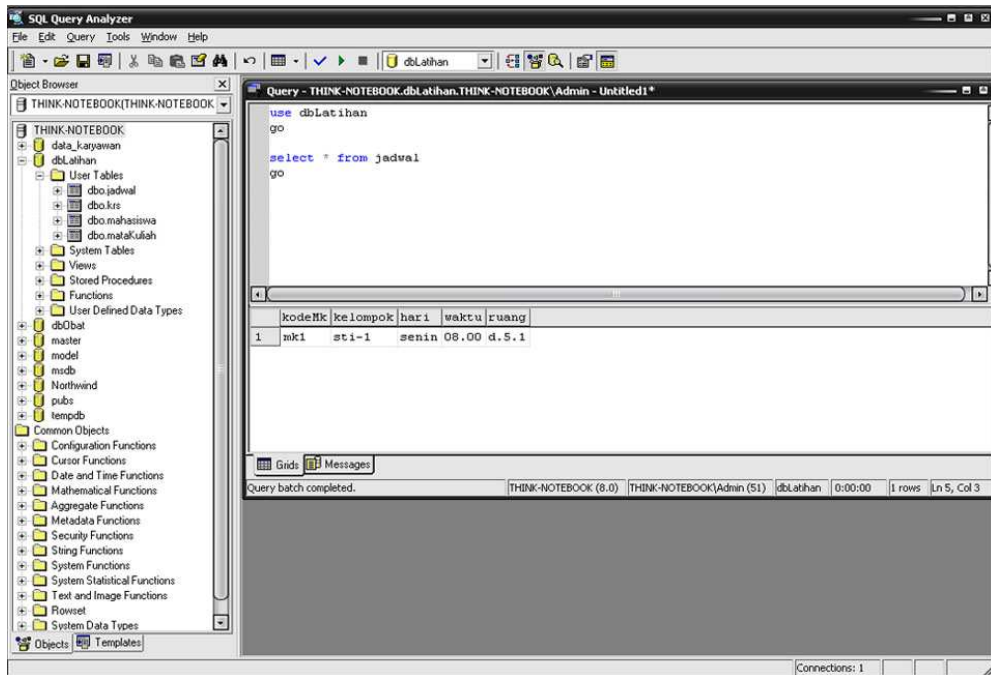 SQL Query Analyzer
File Edit Query Tools Window Help
dbLatihan
Object Browser
THINK-NOTEBOOK(THINK-NOTEBOOK
THINK-NOTEBOOK
data_karyawan
dbLatihan
User Tables
dbo.jadwal
dbo.krs
dbo.mahasiswa
dbo.mataKuliah
System Tables
Views
Stored Procedures
Functions
User Defined Data Types
dbObat
master
model
msdb
Northwind
pubs
tempdb
Common Objects
Configuration Functions
Cursor Functions
Date and Time Functions
Mathematical Functions
Aggregate Functions
Metadata Functions
Security Functions
String Functions
System Functions
System Statistical Functions
Text and Image Functions
Rowset
System Data Types
Objects Templates
Query - THINK-NOTEBOOK.dbLatihan.THINK-NOTEBOOK\Admin - Untitled1*
use dbLatihan
go
select * from jadwal
go
kodeMk kelompok hari waktu ruang
1 mk1 sti-1 senin 08.00 d.5.1
Grids Messages
Query batch completed. THINK-NOTEBOOK (8.0) THINK-NOTEBOOK\Admin (51) dbLatihan 0:00:00 1 rows Ln 5, Col 3
Connections: 1